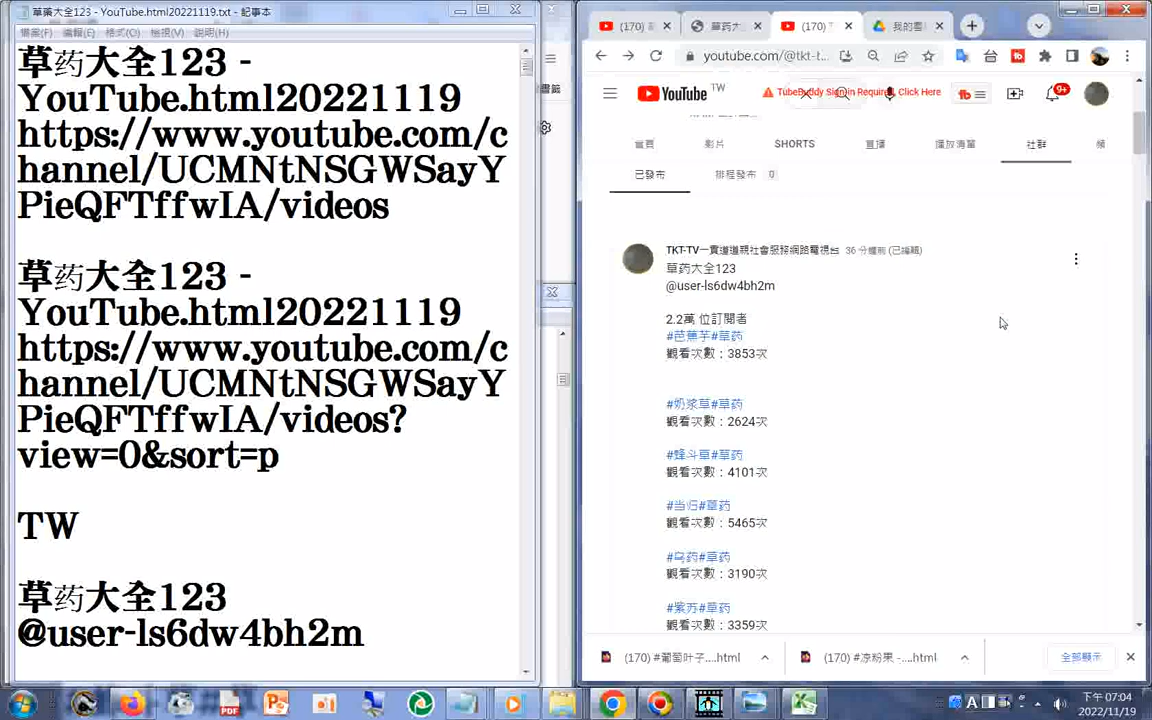 草藥大全123 - YouTube.html20221119.txt - 記事本
檔案(F) 編輯(E) 格式(O) 檢視(V) 說明(H)
草药大全123 -
YouTube.html20221119
https://www.youtube.com/c
hannel/UCMNtNSGWSayY
PieQFTffwIA/videos
草药大全123 -
YouTube.html20221119
https://www.youtube.com/c
hannel/UCMNtNSGWSayY
PieQFTffwIA/videos?
view=0&sort=p
TW
草药大全123
@user-ls6dw4bh2m
(170)
草药大
(170) T
我的雲
youtube.com/@tkt-t
YouTube TW
TubeBuddy Sign in Required, Click Here
9+
首頁 影片 SHORTS 直播 播放清單 社群 頻
已發布 排程發布 0
TKT-TV一貫道道親社會服務網路電視台 36 分鐘前 (已編輯)
草药大全123
@user-ls6dw4bh2m
2.2萬 位訂閱者
#芭蕉芋#草药
觀看次數：3853次
#奶浆草#草药
觀看次數：2624次
#蜂斗草#草药
觀看次數：4101次
#当归#草药
觀看次數：5465次
#乌药#草药
觀看次數：3190次
#紫苏#草药
觀看次數：3359次
(170) #葡萄叶子....html
(170) #凉粉果 -....html
全部顯示
下午 07:04
2022/11/19